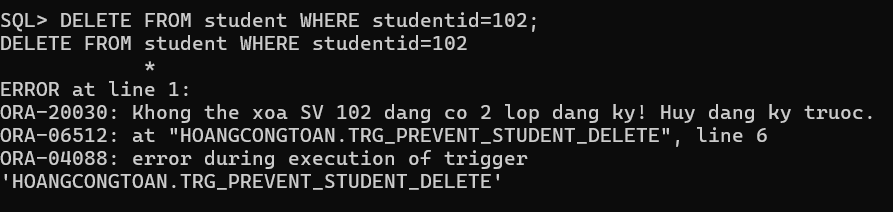 SQL> DELETE FROM student WHERE studentid=102;
DELETE FROM student WHERE studentid=102
            *
ERROR at line 1:
ORA-20030: Khong the xoa SV 102 dang co 2 lop dang ky! Huy dang ky truoc.
ORA-06512: at "HOANGCONGTOAN.TRG_PREVENT_STUDENT_DELETE", line 6
ORA-04088: error during execution of trigger
'HOANGCONGTOAN.TRG_PREVENT_STUDENT_DELETE'